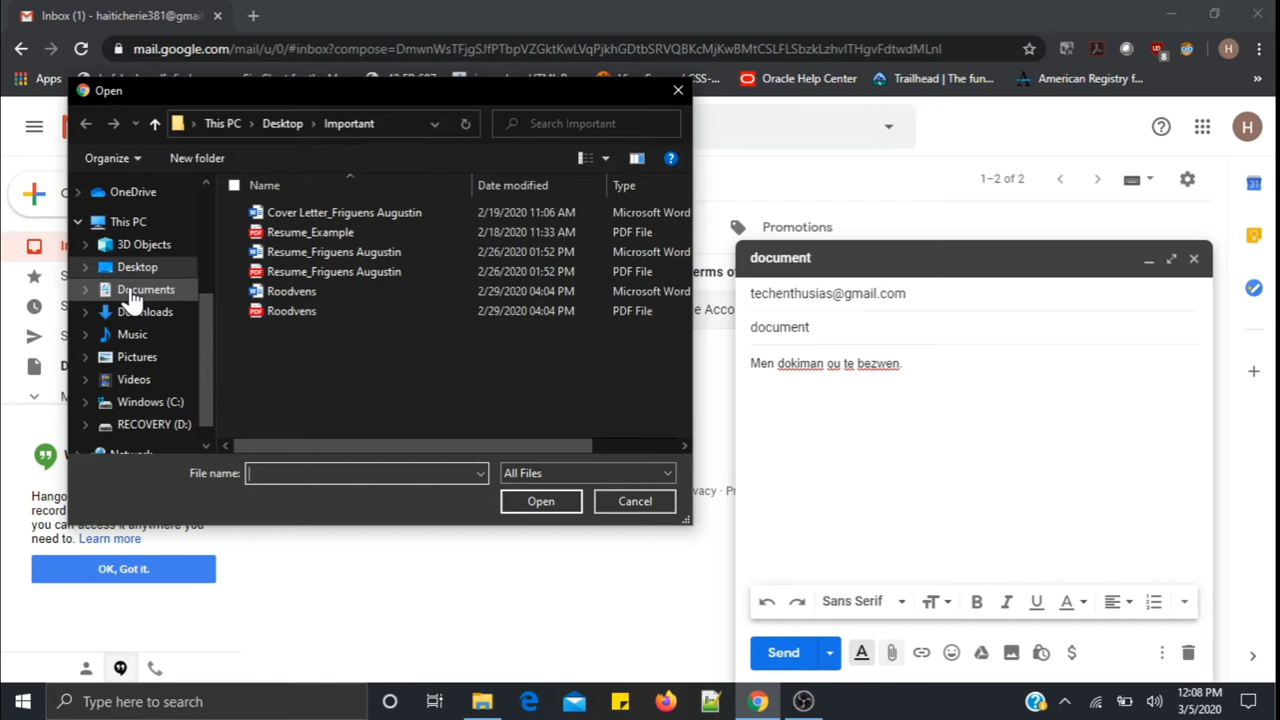 Inbox (1) - haiticherie381@gmail
mail.google.com/mail/u/0/#inbox?compose=DmwnWsTFjgSJfPTbpVZGktKwLVqPjkhGDtbSRVQBKcMjKwBMtCSLFLSbzkLzhvlTHgvFdtwdMLnl
Apps
Oracle Help Center
Trailhead | The fun...
American Registry f...
Open
This PC
Desktop
Important
Search Important
Organize
New folder
Name
Date modified
Type
OneDrive
This PC
3D Objects
Desktop
Documents
Downloads
Music
Pictures
Videos
Windows (C:)
RECOVERY (D:)
Network
Cover Letter_Friguens Augustin 2/19/2020 11:06 AM Microsoft Word
Resume_Example 2/18/2020 11:33 AM PDF File
Resume_Friguens Augustin 2/26/2020 01:52 PM Microsoft Word
Resume_Friguens Augustin 2/26/2020 01:52 PM PDF File
Roodvens 2/29/2020 04:04 PM Microsoft Word
Roodvens 2/29/2020 04:04 PM PDF File
File name:
All Files
Open
Cancel
H
1–2 of 2
Promotions
document
techenthusias@gmail.com
document
Men dokiman ou te bezwen.
Sans Serif
Send
you can access it anywhere you
need to. Learn more
OK, Got it.
Type here to search
12:08 PM
3/5/2020